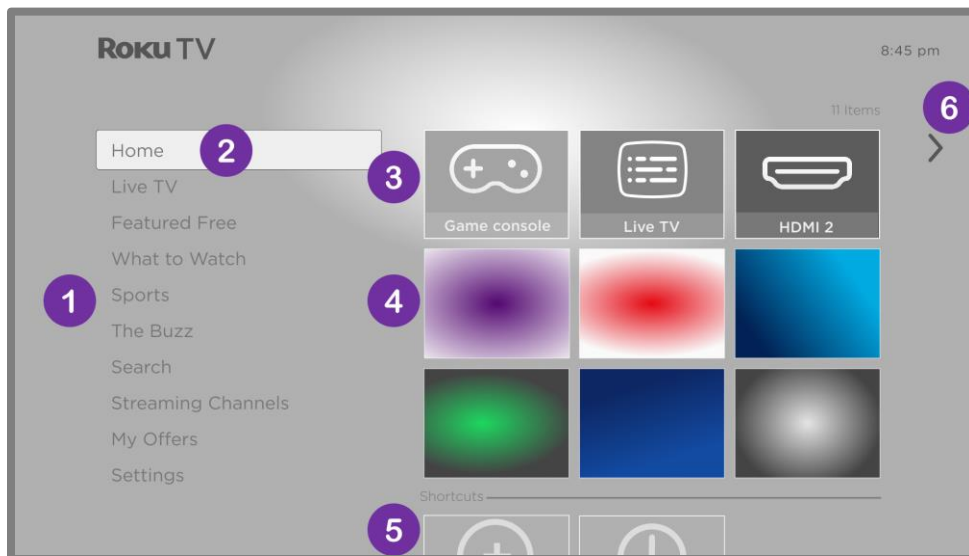 Roku TV
8:45 pm
11 Items
6
Home
2
Live TV
Featured Free
What to Watch
Sports
The Buzz
Search
Streaming Channels
My Offers
Settings
1
3
Game console
Live TV
HDMI 2
4
Shortcuts
5